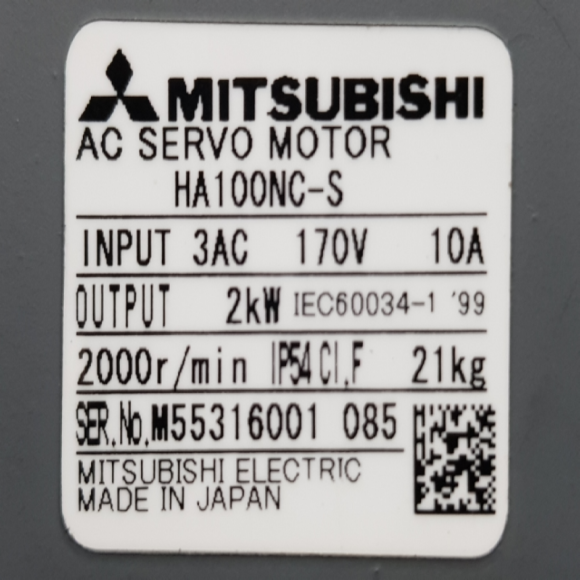 MITSUBISHI
AC SERVO MOTOR
HA100NC-S
INPUT 3AC 170V 10A
OUTPUT 2kW IEC60034-1 '99
2000r/min IP54 CI.F 21kg
SER.No.M55316001 085
MITSUBISHI ELECTRIC
MADE IN JAPAN